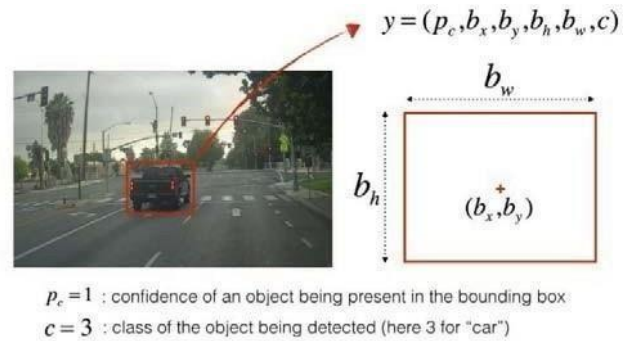 y = (p_c, b_x, b_y, b_h, b_w, c)
b_w
b_h
(b_x, b_y)
p_c = 1 : confidence of an object being present in the bounding box
c = 3 : class of the object being detected (here 3 for "car")